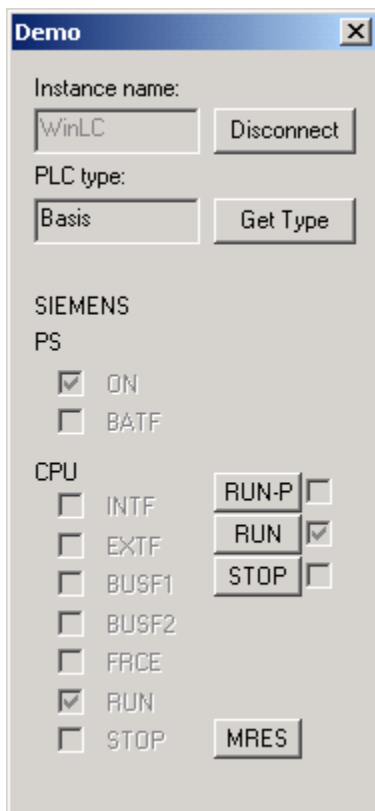 Demo
Instance name:
WinLC Disconnect
PLC type:
Basis Get Type
SIEMENS
PS
ON
BATF
CPU
INTF RUN-P
EXTF RUN
BUSF1 STOP
BUSF2
FRCE
RUN
STOP MRES